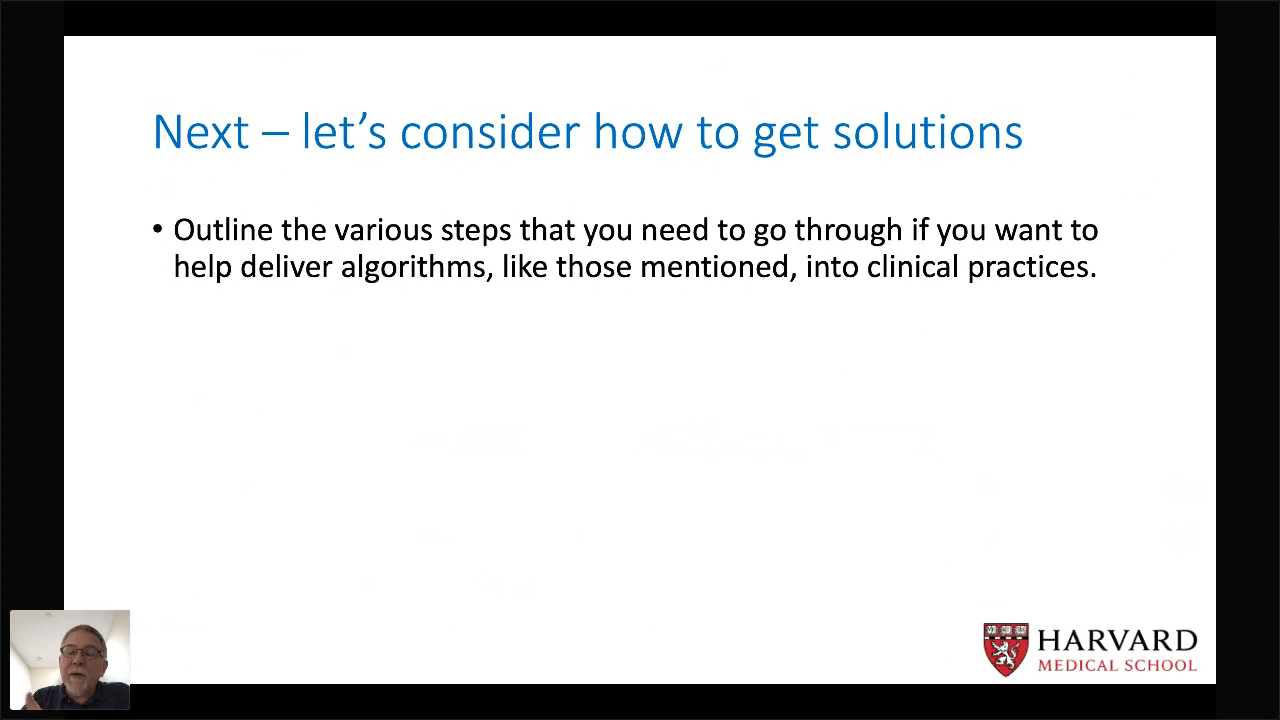 Next – let’s consider how to get solutions
• Outline the various steps that you need to go through if you want to
help deliver algorithms, like those mentioned, into clinical practices.
HARVARD
MEDICAL SCHOOL